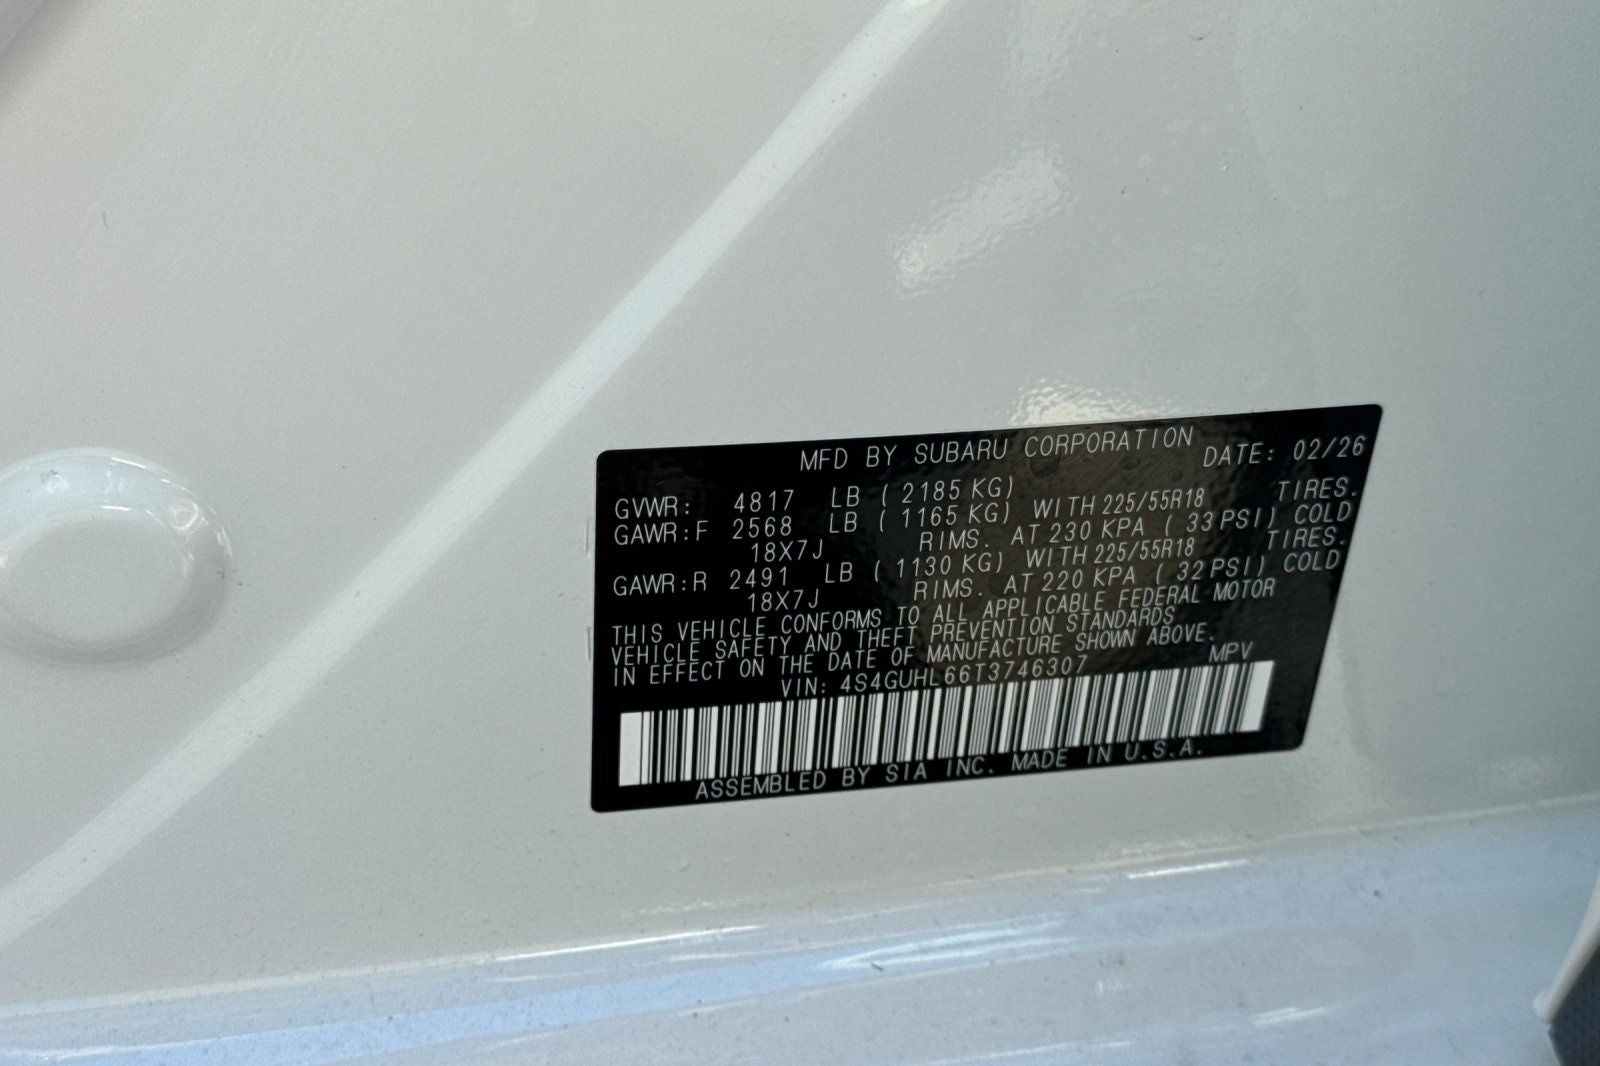 MFD BY SUBARU CORPORATION DATE: 02/26
GVWR: 4817 LB ( 2185 KG)
GAWR:F 2568 LB ( 1165 KG) WITH 225/55R18 TIRES.
18X7J RIMS. AT 230 KPA ( 33 PSI) COLD
GAWR:R 2491 LB ( 1130 KG) WITH 225/55R18 TIRES.
18X7J RIMS. AT 220 KPA ( 32 PSI) COLD
THIS VEHICLE CONFORMS TO ALL APPLICABLE FEDERAL MOTOR
VEHICLE SAFETY AND THEFT PREVENTION STANDARDS
IN EFFECT ON THE DATE OF MANUFACTURE SHOWN ABOVE.
VIN: 4S4GUHL66T3746307 MPV
ASSEMBLED BY SIA INC. MADE IN U.S.A.